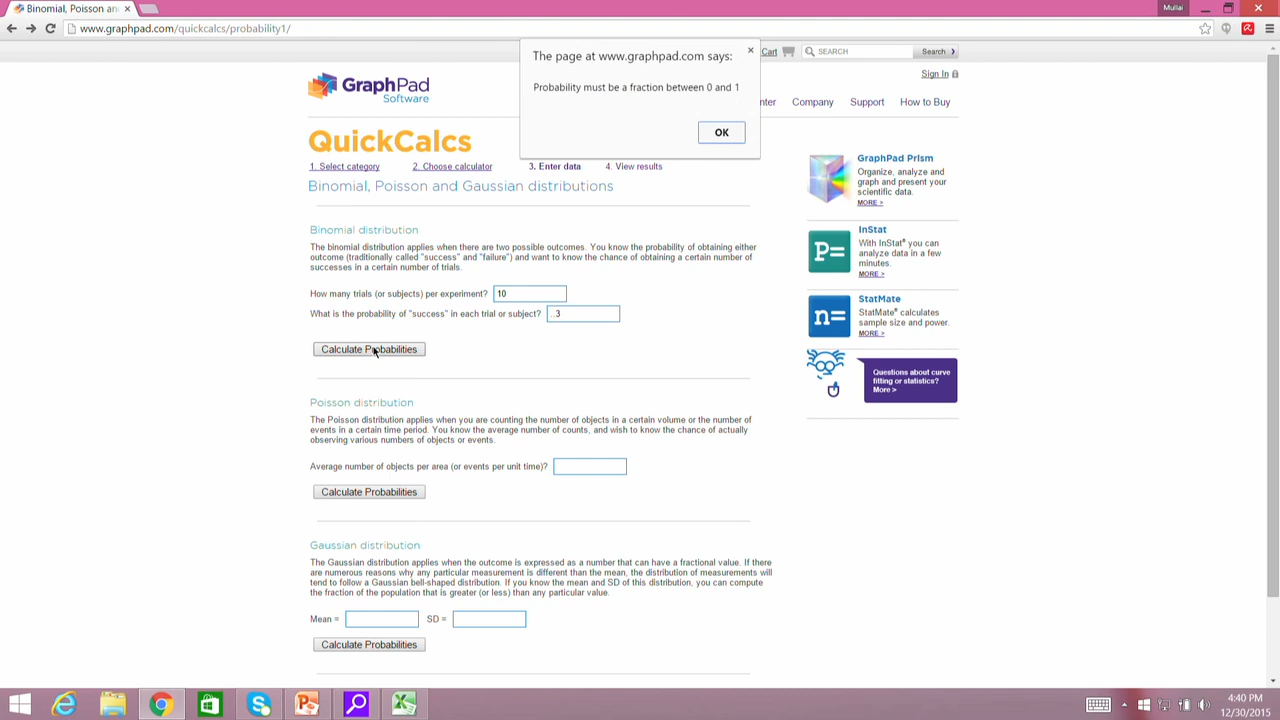 Binomial, Poisson an
Mullai
www.graphpad.com/quickcalcs/probability1/
The page at www.graphpad.com says:
Probability must be a fraction between 0 and 1
OK
Cart
SEARCH
Search
Sign In
GraphPad
Software
nter
Company
Support
How to Buy
QuickCalcs
1. Select category
2. Choose calculator
3. Enter data
4. View results
Binomial, Poisson and Gaussian distributions
Binomial distribution
The binomial distribution applies when there are two possible outcomes. You know the probability of obtaining either
outcome (traditionally called "success" and "failure") and want to know the chance of obtaining a certain number of
successes in a certain number of trials.
How many trials (or subjects) per experiment? 10
What is the probability of "success" in each trial or subject? ..3
Calculate Probabilities
Poisson distribution
The Poisson distribution applies when you are counting the number of objects in a certain volume or the number of
events in a certain time period. You know the average number of counts, and wish to know the chance of actually
observing various numbers of objects or events.
Average number of objects per area (or events per unit time)?
Calculate Probabilities
Gaussian distribution
The Gaussian distribution applies when the outcome is expressed as a number that can have a fractional value. If there
are numerous reasons why any particular measurement is different than the mean, the distribution of measurements will
tend to follow a Gaussian bell-shaped distribution. If you know the mean and SD of this distribution, you can compute
the fraction of the population that is greater (or less) than any particular value.
Mean =
SD =
Calculate Probabilities
GraphPad Prism
Organize, analyze and
graph and present your
scientific data.
MORE >
P=
InStat
With InStat® you can
analyze data in a few
minutes.
MORE >
n=
StatMate
StatMate® calculates
sample size and power.
MORE >
Questions about curve
fitting or statistics?
More >
4:40 PM
12/30/2015